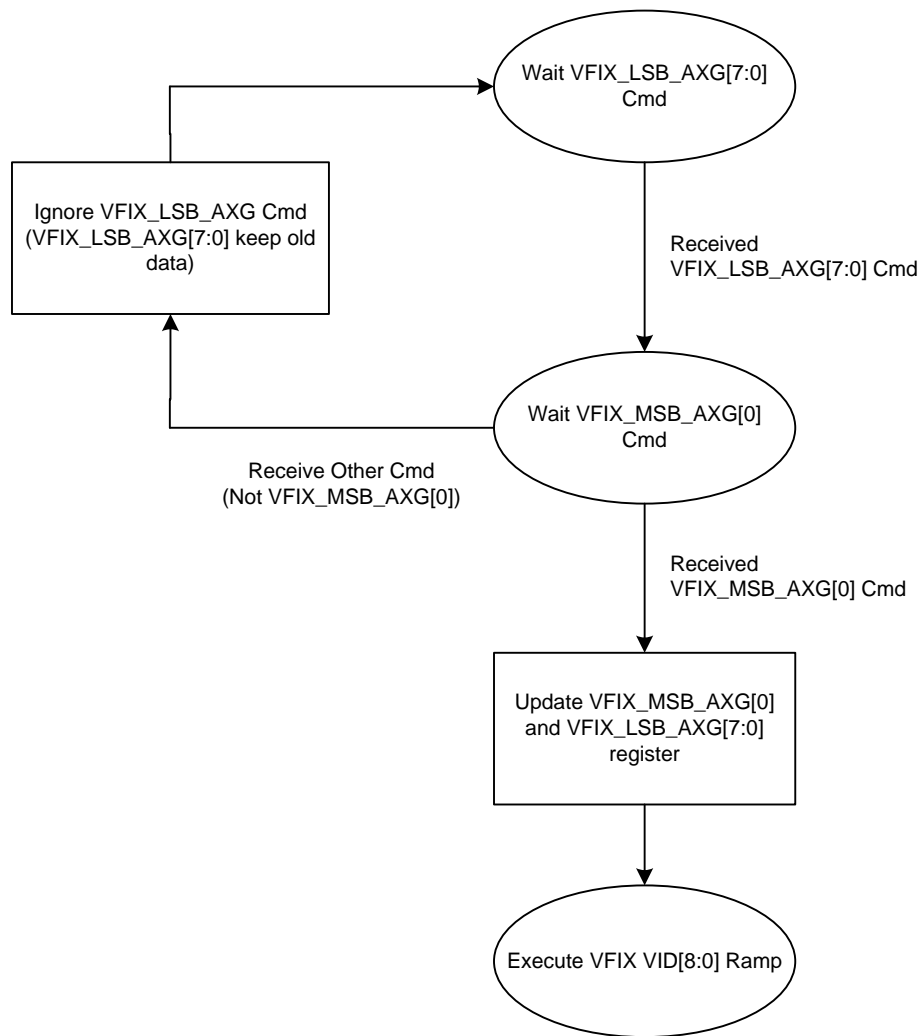 Wait VFIX_LSB_AXG[7:0]
Cmd
Ignore VFIX_LSB_AXG Cmd
(VFIX_LSB_AXG[7:0] keep old
data)
Received
VFIX_LSB_AXG[7:0] Cmd
Wait VFIX_MSB_AXG[0]
Cmd
Receive Other Cmd
(Not VFIX_MSB_AXG[0])
Received
VFIX_MSB_AXG[0] Cmd
Update VFIX_MSB_AXG[0]
and VFIX_LSB_AXG[7:0]
register
Execute VFIX VID[8:0] Ramp